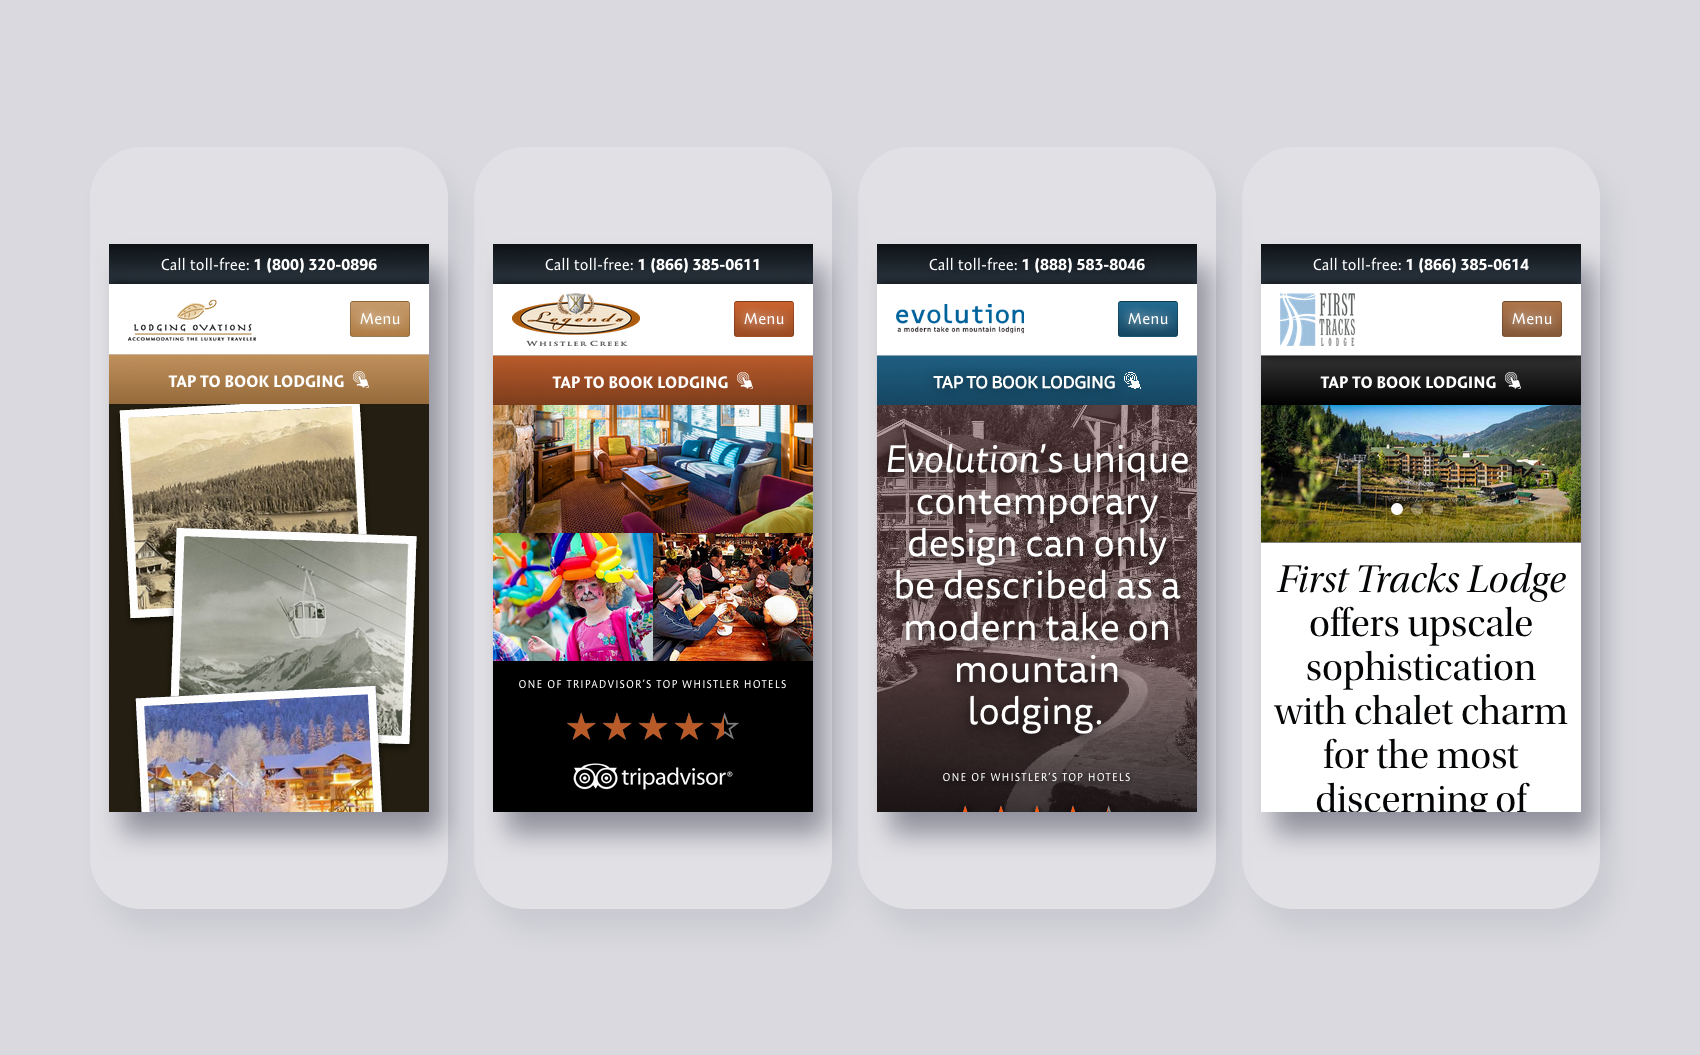 Call toll-free: 1 (800) 320-0896
LODGING OVATIONS
ACCOMMODATING THE LUXURY TRAVELER
Menu
TAP TO BOOK LODGING
Call toll-free: 1 (866) 385-0611
Legends
WHISTLER CREEK
Menu
TAP TO BOOK LODGING
ONE OF TRIPADVISOR'S TOP WHISTLER HOTELS
tripadvisor®
Call toll-free: 1 (888) 583-8046
evolution
a modern take on mountain lodging
Menu
TAP TO BOOK LODGING
Evolution's unique
contemporary
design can only
be described as a
modern take on
mountain
lodging.
ONE OF WHISTLER'S TOP HOTELS
Call toll-free: 1 (866) 385-0614
FIRST
TRACKS
LODGE
Menu
TAP TO BOOK LODGING
First Tracks Lodge
offers upscale
sophistication
with chalet charm
for the most
discerning of